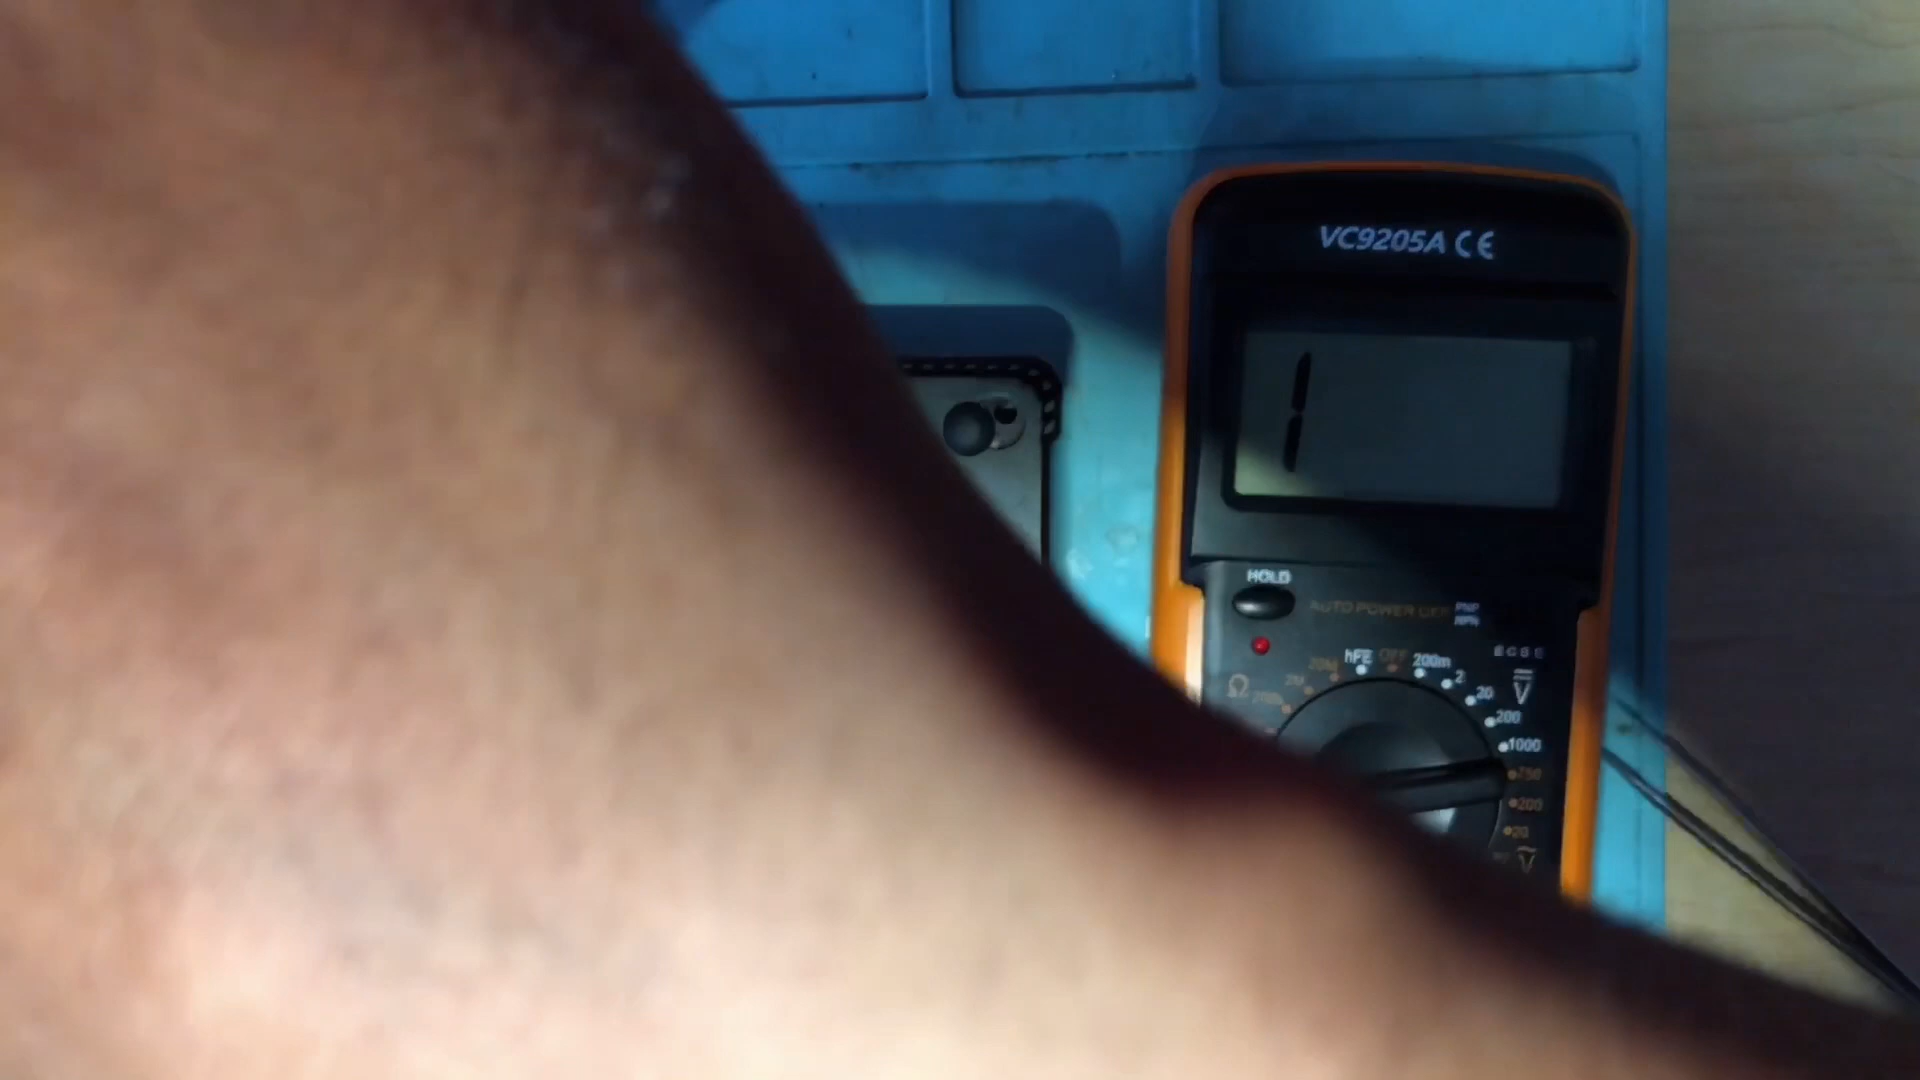 VC9205A CE
1
HOLD
AUTO POWER OFF
PNP
NPN
hFE
OFF
200m
2
20
200
1000
V
750
200
20
V
20M
2M
Ω